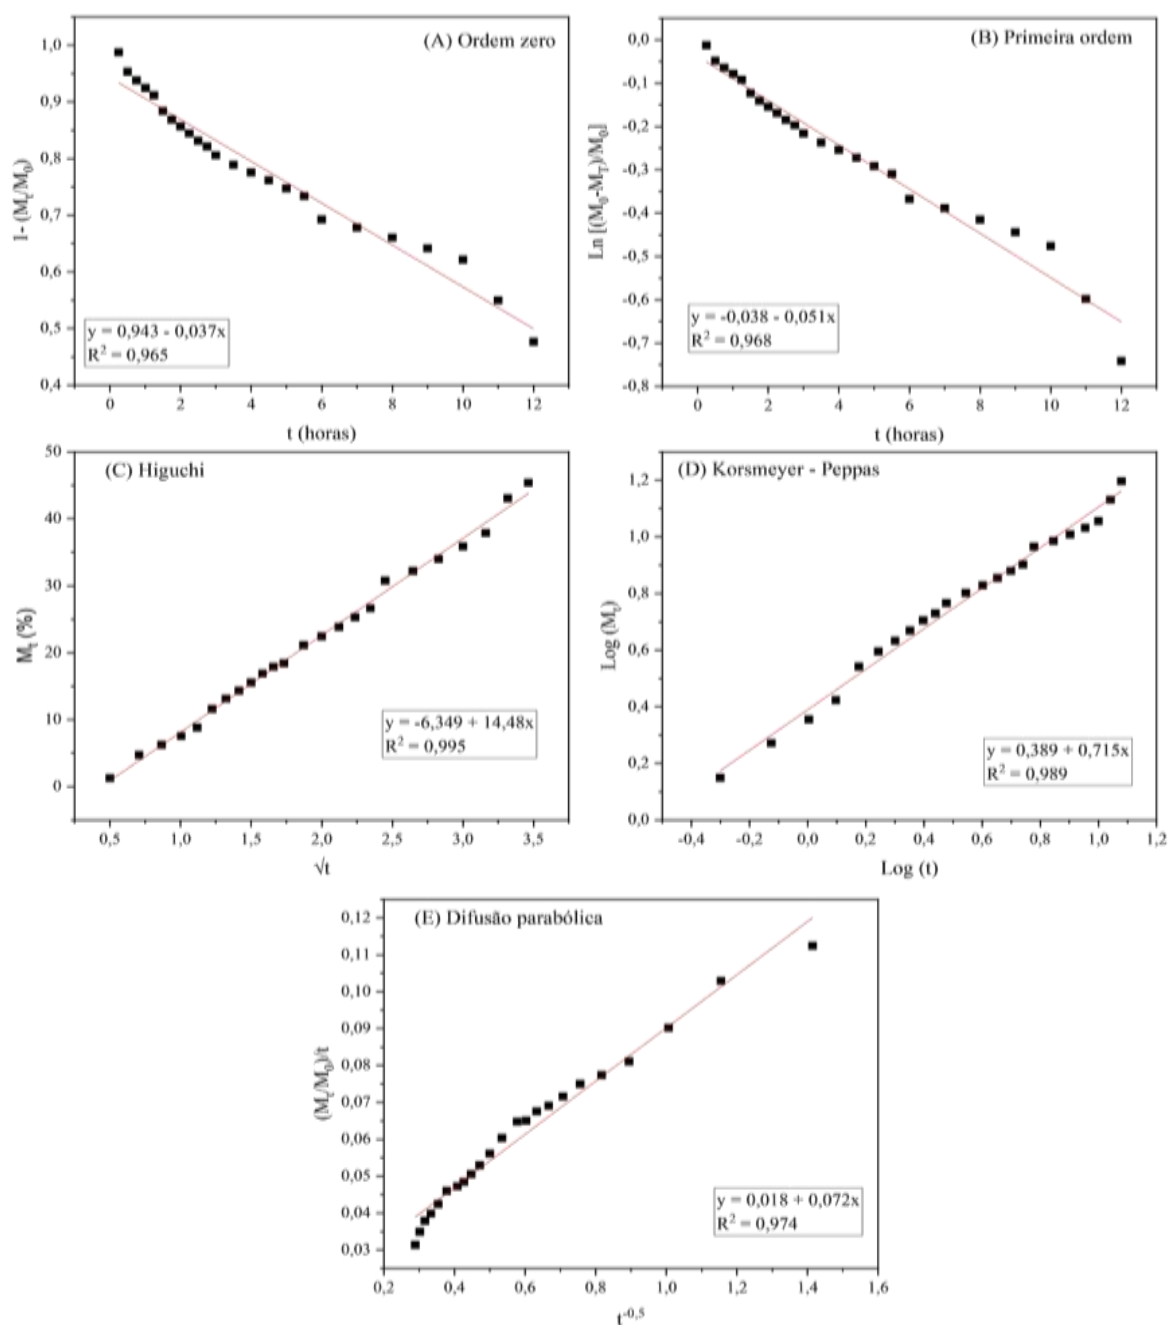 (A) Ordem zero
1,0
0,9
0,8
0,7
0,6
0,5
0,4
1- (Mt/M0)
y = 0,943 - 0,037x
R² = 0,965
0 2 4 6 8 10 12
t (horas)
(B) Primeira ordem
0,0
-0,1
-0,2
-0,3
-0,4
-0,5
-0,6
-0,7
-0,8
Ln [(M0-MT)/M0]
y = -0,038 - 0,051x
R² = 0,968
0 2 4 6 8 10 12
t (horas)
(C) Higuchi
50
40
30
20
10
0
Mt (%)
y = -6,349 + 14,48x
R² = 0,995
0,5 1,0 1,5 2,0 2,5 3,0 3,5
√t
(D) Korsmeyer - Peppas
1,2
1,0
0,8
0,6
0,4
0,2
0,0
Log (Mt)
y = 0,389 + 0,715x
R² = 0,989
-0,4 -0,2 0,0 0,2 0,4 0,6 0,8 1,0 1,2
Log (t)
(E) Difusão parabólica
0,12
0,11
0,10
0,09
0,08
0,07
0,06
0,05
0,04
0,03
(Mt/M0)/t
y = 0,018 + 0,072x
R² = 0,974
0,2 0,4 0,6 0,8 1,0 1,2 1,4 1,6
t⁻⁰,⁵